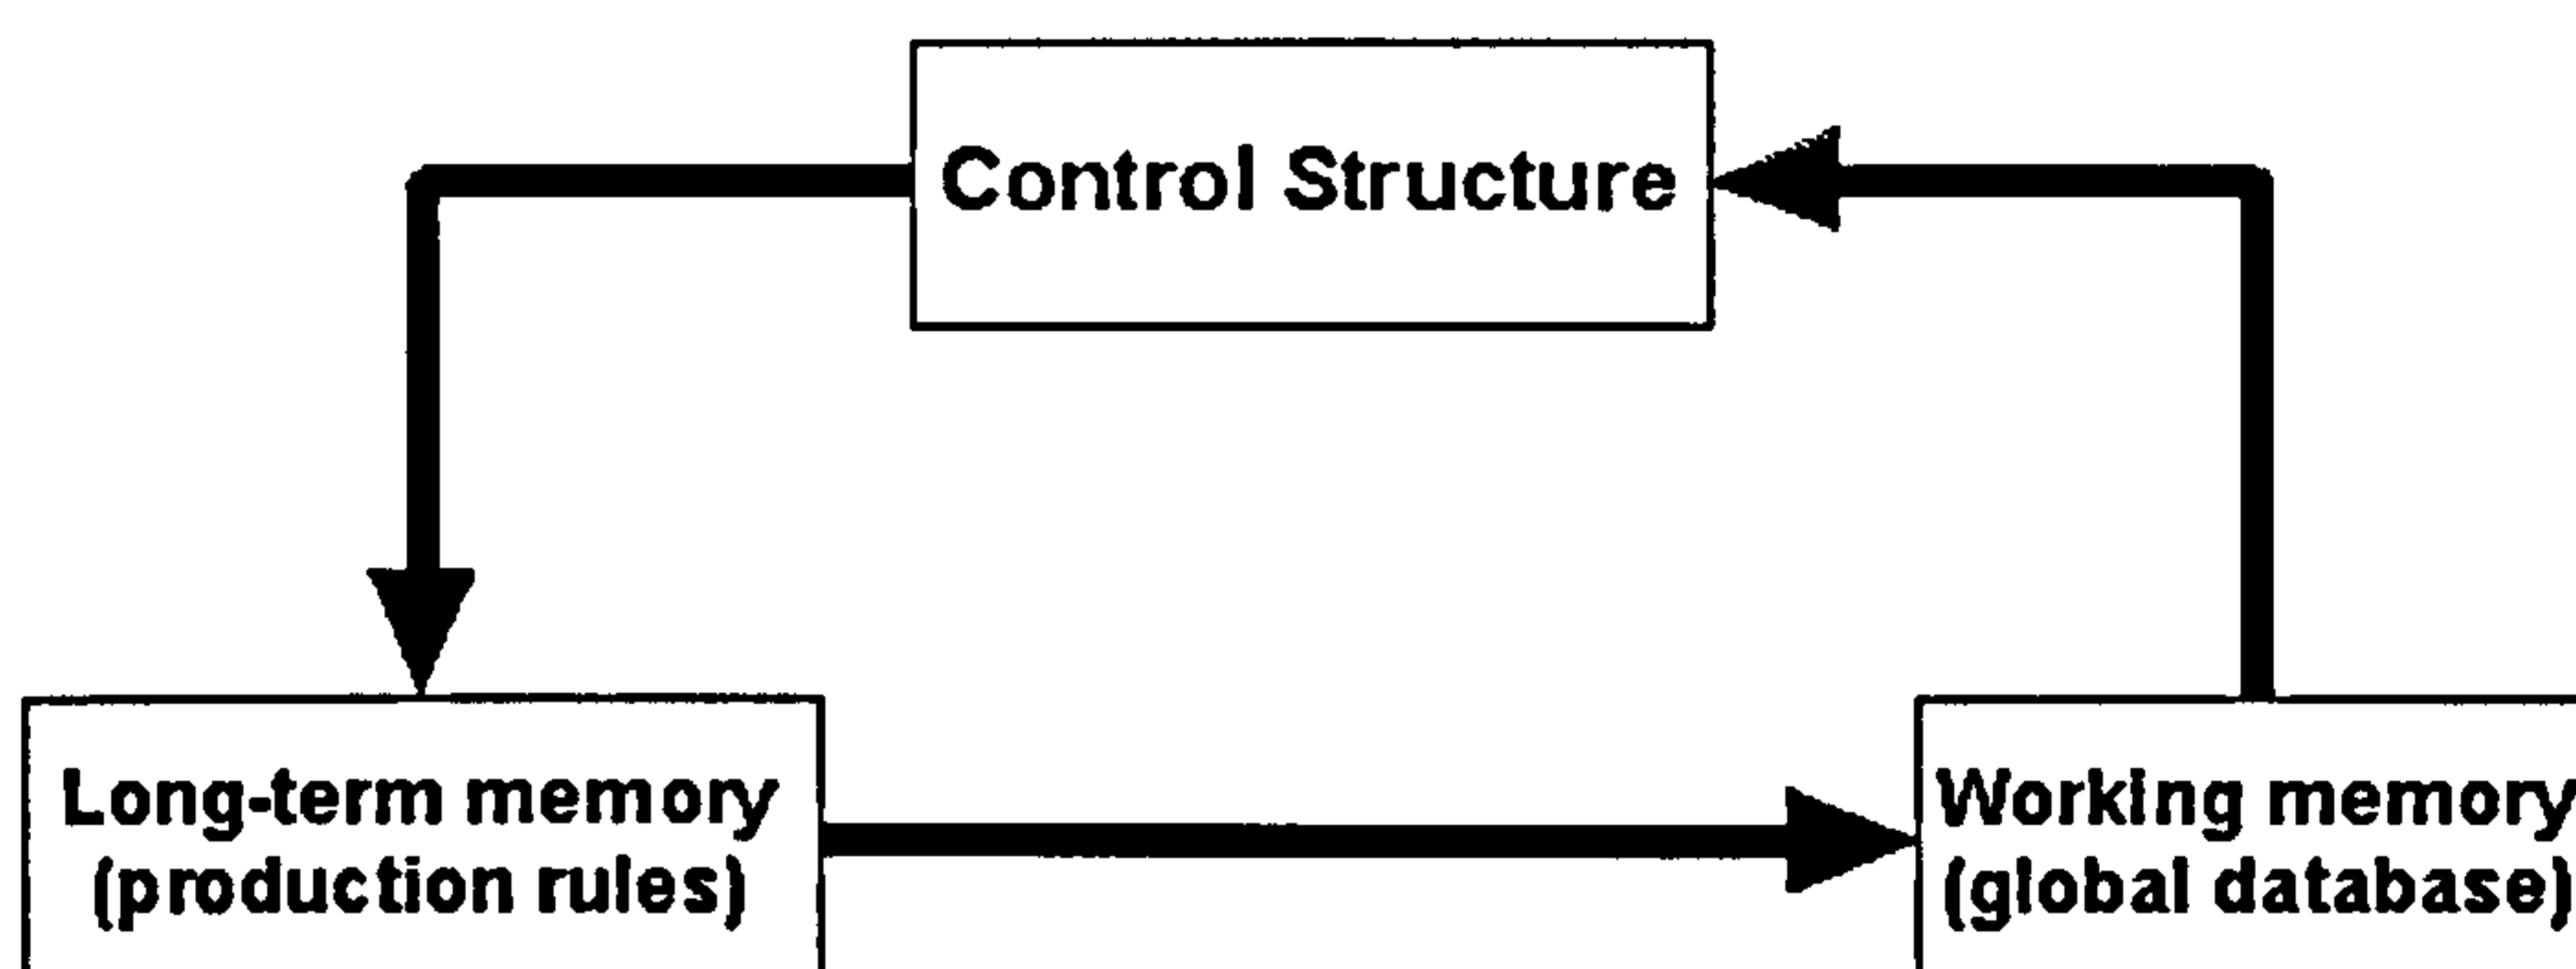 Control Structure
Long-term memory
(production rules)
Working memory
(global database)